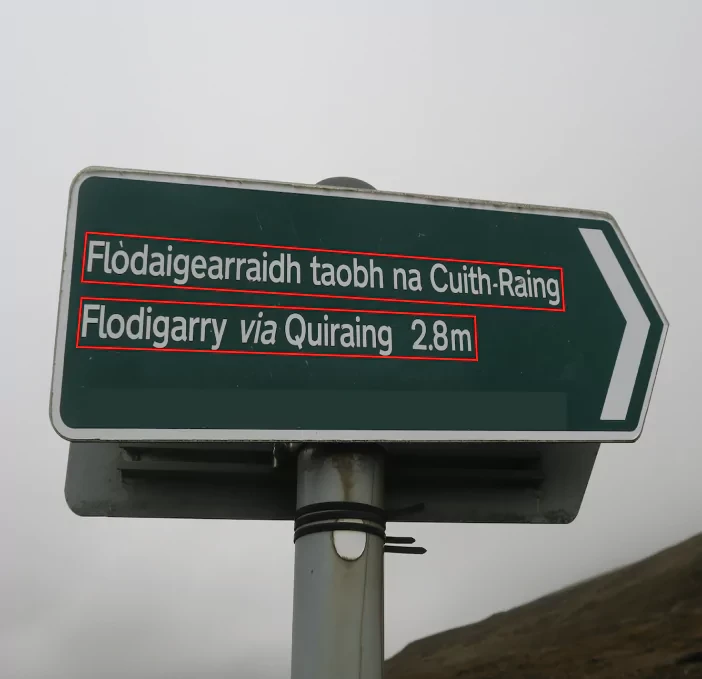 Flòdaigearraidh taobh na Cuith-Raing
Flodigarry via Quiraing 2.8m